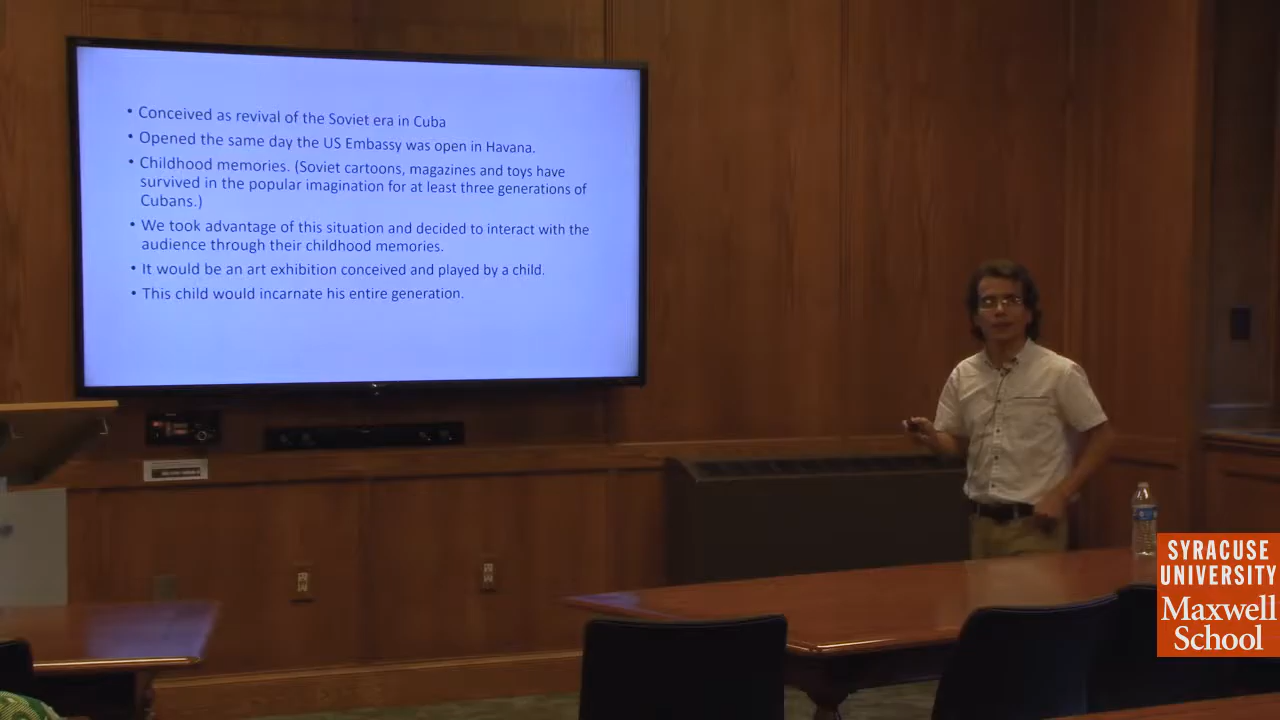 • Conceived as revival of the Soviet era in Cuba
• Opened the same day the US Embassy was open in Havana.
• Childhood memories. (Soviet cartoons, magazines and toys have
survived in the popular imagination for at least three generations of
Cubans.)
• We took advantage of this situation and decided to interact with the
audience through their childhood memories.
• It would be an art exhibition conceived and played by a child.
• This child would incarnate his entire generation.
SYRACUSE
UNIVERSITY
Maxwell
School